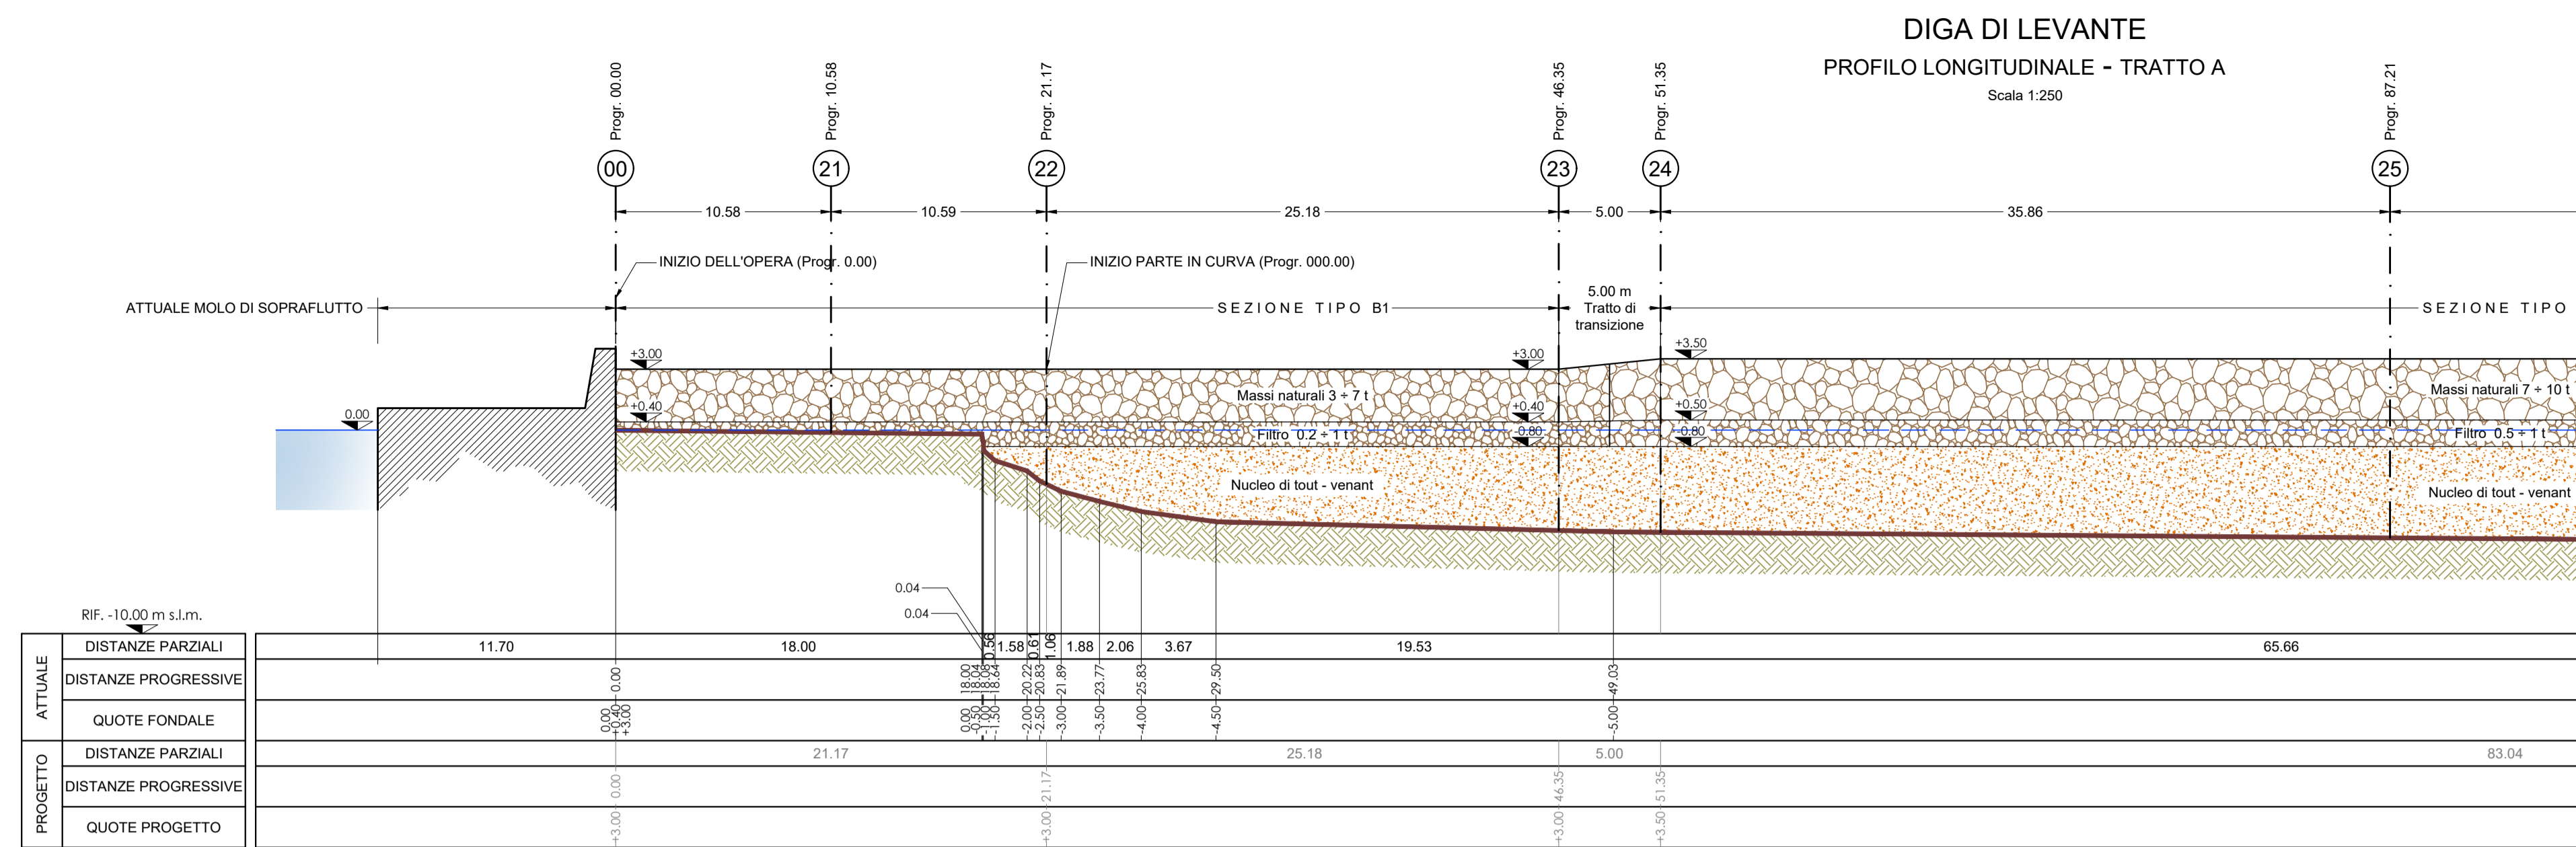 DIGA DI LEVANTE
PROFILO LONGITUDINALE - TRATTO A
Scala 1:250
Progr. 00.00
Progr. 10.58
Progr. 21.17
Progr. 46.35
Progr. 51.35
Progr. 87.21
00
21
22
23
24
25
10.58
10.59
25.18
5.00
35.86
INIZIO DELL'OPERA (Progr. 0.00)
INIZIO PARTE IN CURVA (Progr. 000.00)
ATTUALE MOLO DI SOPRAFLUTTO
SEZIONE TIPO B1
5.00 m
Tratto di
transizione
SEZIONE TIPO
+3.00
+3.00
+3.50
Massi naturali 3 ÷ 7 t
Massi naturali 7 ÷ 10 t
0.00
+0.40
+0.40
+0.50
Filtro 0.2 ÷ 1 t
-0.80
-0.80
Filtro 0.5 ÷ 1 t
Nucleo di tout - venant
Nucleo di tout - venant
0.04
0.04
RIF. -10.00 m s.l.m.
ATTUALE
DISTANZE PARZIALI
11.70
18.00
0.56
1.58
0.61
1.06
1.88
2.06
3.67
19.53
65.66
DISTANZE PROGRESSIVE
0.00
18.00
18.04
18.08
18.64
20.22
20.83
21.89
23.77
25.83
29.50
49.03
QUOTE FONDALE
0.00
+0.40
+3.00
0.00
-0.50
-1.00
-1.50
-2.00
-2.50
-3.00
-3.50
-4.00
-4.50
-5.00
PROGETTO
DISTANZE PARZIALI
21.17
25.18
5.00
83.04
DISTANZE PROGRESSIVE
0.00
21.17
46.35
51.35
QUOTE PROGETTO
+3.00
+3.00
+3.00
+3.50